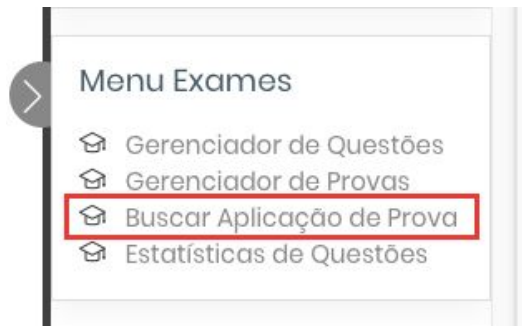 Menu Exames
Gerenciador de Questões
Gerenciador de Provas
Buscar Aplicação de Prova
Estatísticas de Questões